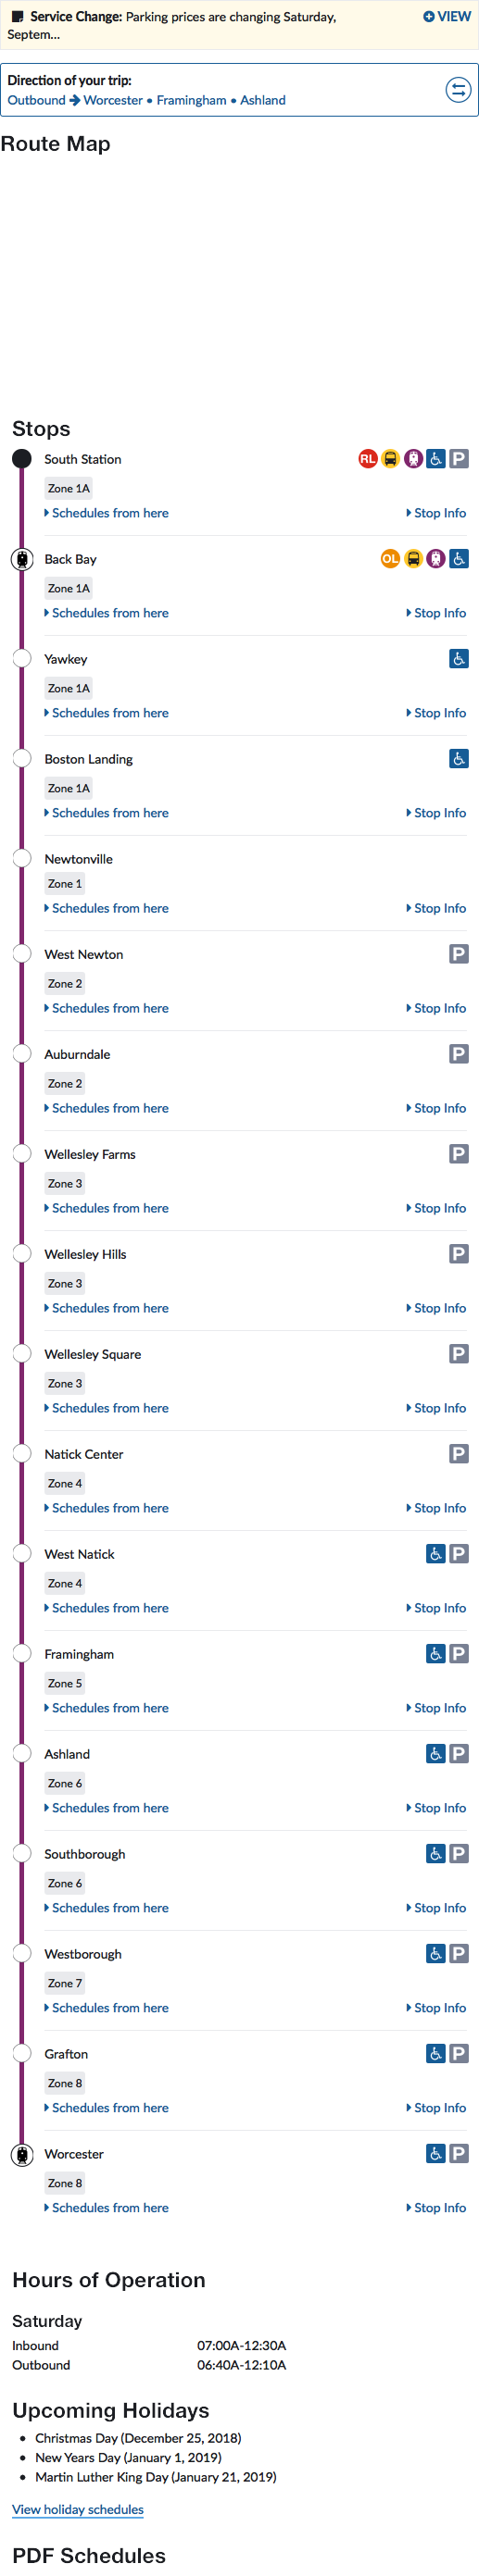 Service Change: Parking prices are changing Saturday, VIEW
Septem...
Direction of your trip:
Outbound Worcester • Framingham • Ashland
Route Map
Stops
South Station RL P
Zone 1A
Schedules from here Stop Info
Back Bay OL
Zone 1A
Schedules from here Stop Info
Yawkey
Zone 1A
Schedules from here Stop Info
Boston Landing
Zone 1A
Schedules from here Stop Info
Newtonville
Zone 1
Schedules from here Stop Info
West Newton P
Zone 2
Schedules from here Stop Info
Auburndale P
Zone 2
Schedules from here Stop Info
Wellesley Farms P
Zone 3
Schedules from here Stop Info
Wellesley Hills P
Zone 3
Schedules from here Stop Info
Wellesley Square P
Zone 3
Schedules from here Stop Info
Natick Center P
Zone 4
Schedules from here Stop Info
West Natick P
Zone 4
Schedules from here Stop Info
Framingham P
Zone 5
Schedules from here Stop Info
Ashland P
Zone 6
Schedules from here Stop Info
Southborough P
Zone 6
Schedules from here Stop Info
Westborough P
Zone 7
Schedules from here Stop Info
Grafton P
Zone 8
Schedules from here Stop Info
Worcester P
Zone 8
Schedules from here Stop Info
Hours of Operation
Saturday
Inbound 07:00A-12:30A
Outbound 06:40A-12:10A
Upcoming Holidays
• Christmas Day (December 25, 2018)
• New Years Day (January 1, 2019)
• Martin Luther King Day (January 21, 2019)
View holiday schedules
PDF Schedules